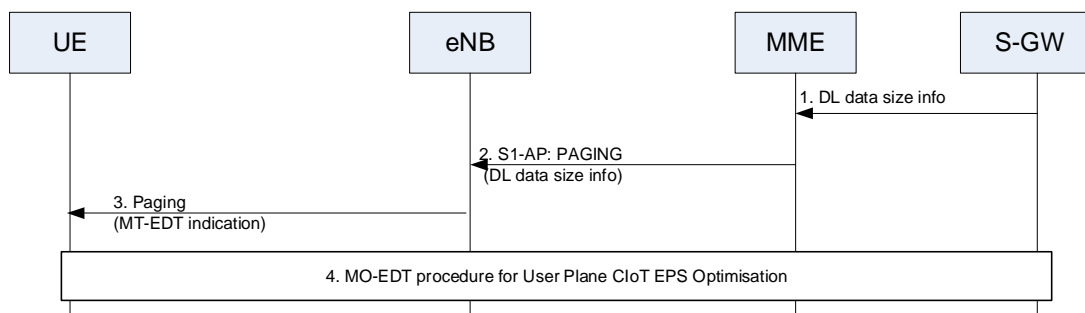 UE
eNB
MME
S-GW
1. DL data size info
2. S1-AP: PAGING
(DL data size info)
3. Paging
(MT-EDT indication)
4. MO-EDT procedure for User Plane CIoT EPS Optimisation